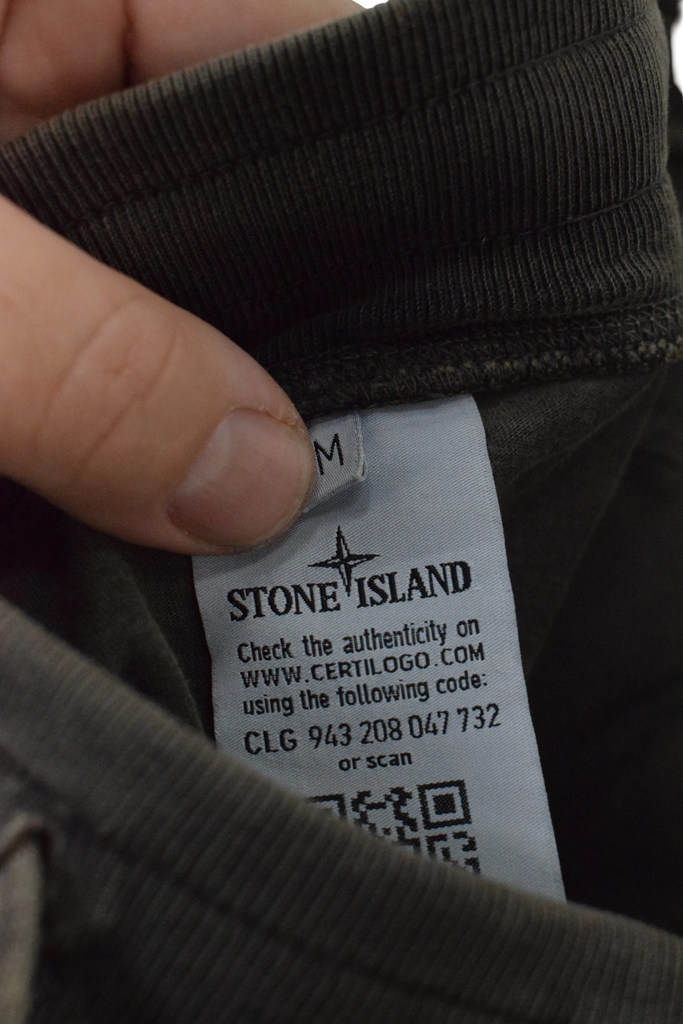 M
STONE ISLAND
Check the authenticity on
WWW.CERTILOGO.COM
using the following code:
CLG 943 208 047 732
or scan